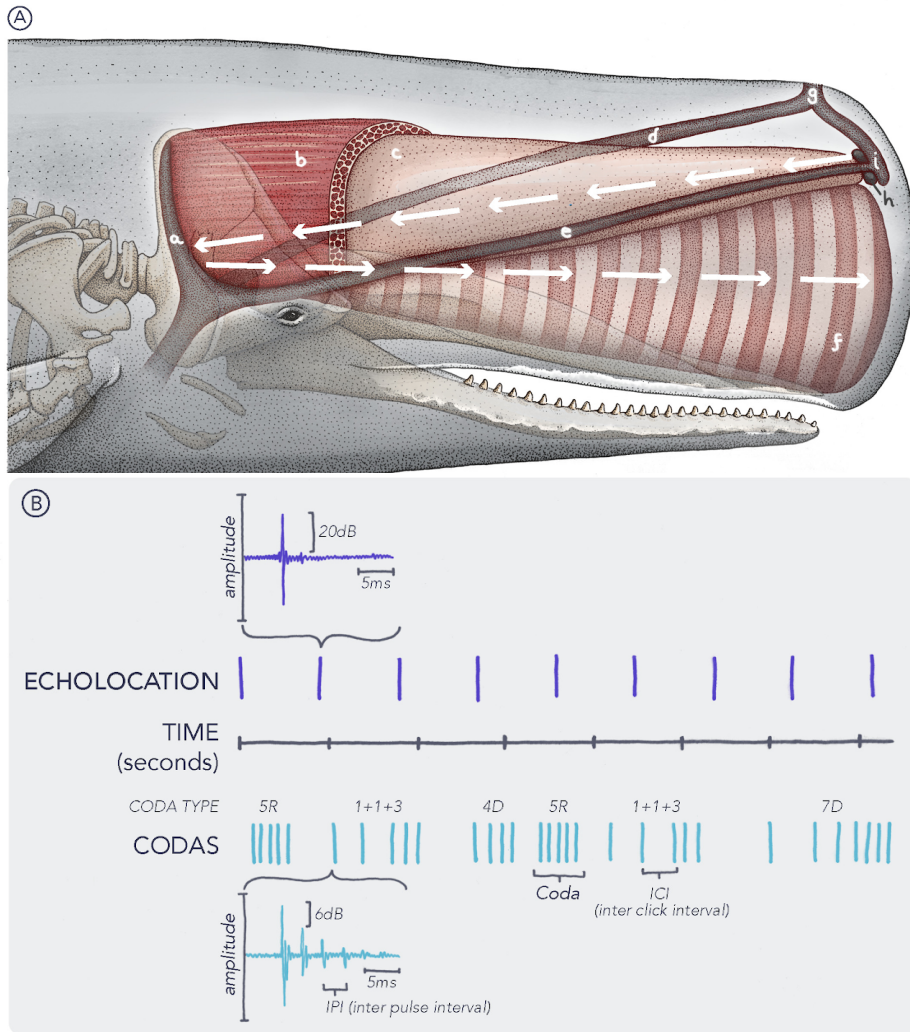 A
g
d
b
c
i
h
a
e
f
B
amplitude
20dB
5ms
ECHOLOCATION
TIME
(seconds)
CODA TYPE 5R 1+1+3 4D 5R 1+1+3 7D
CODAS
Coda
ICI
(inter click interval)
amplitude
6dB
5ms
IPI (inter pulse interval)